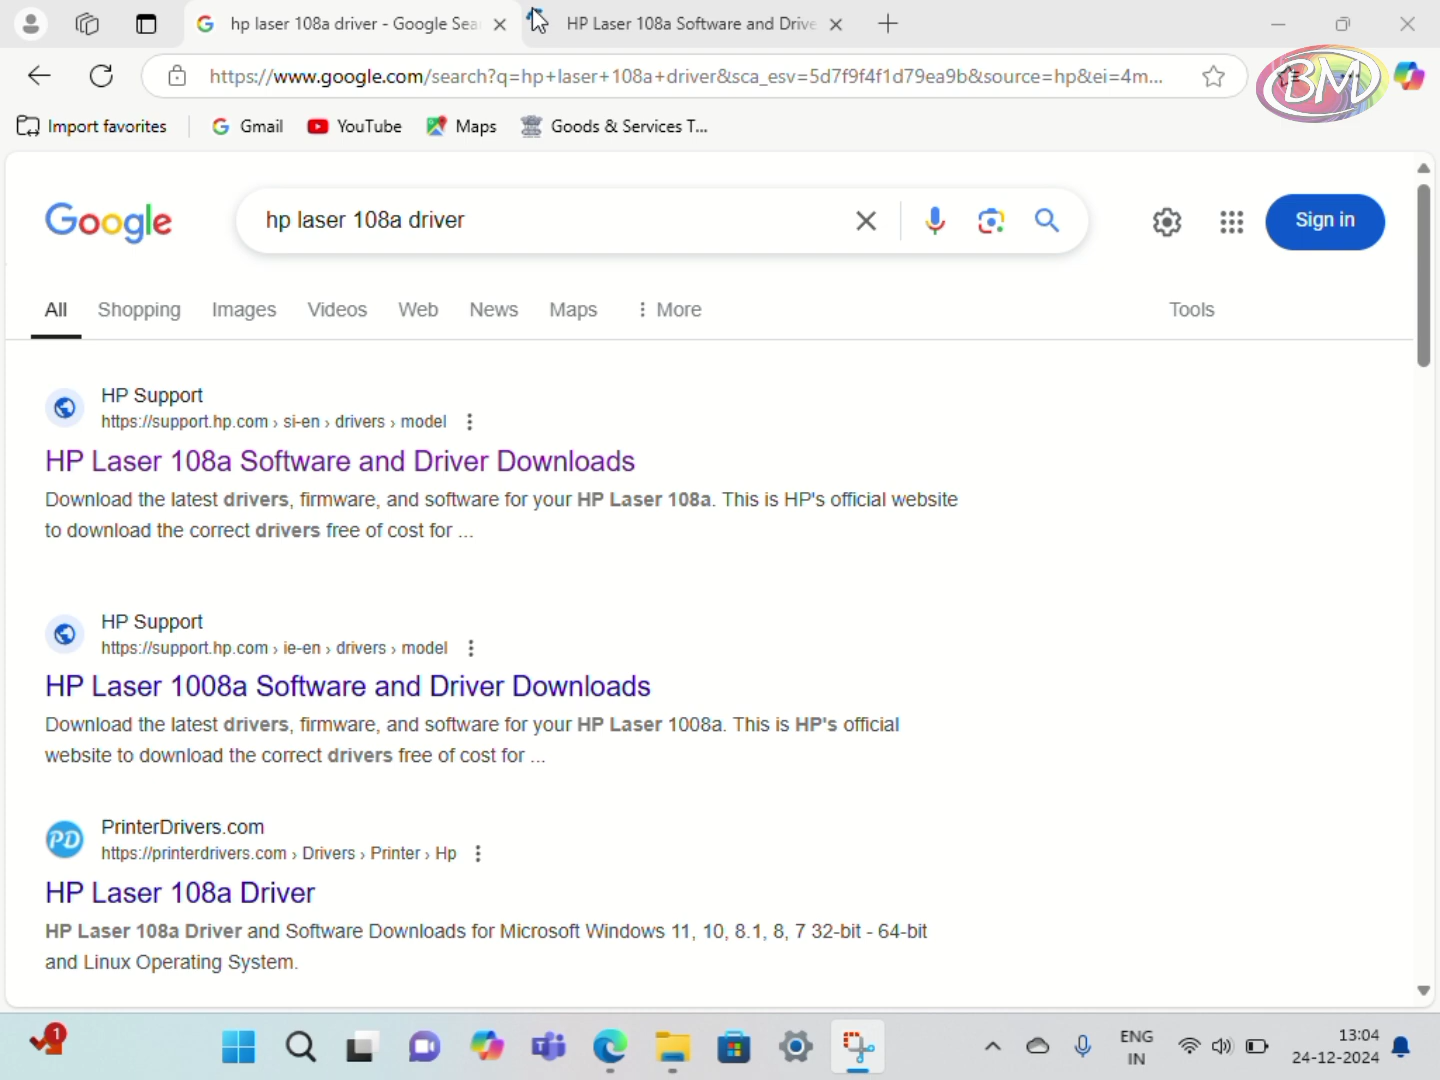 hp laser 108a driver - Google Sea
HP Laser 108a Software and Drive
https://www.google.com/search?q=hp+laser+108a+driver&sca_esv=5d7f9f4f1d79ea9b&source=hp&ei=4m...
BM
Import favorites
Gmail
YouTube
Maps
Goods & Services T...
Google
hp laser 108a driver
Sign in
All
Shopping
Images
Videos
Web
News
Maps
More
Tools
HP Support
https://support.hp.com › si-en › drivers › model
HP Laser 108a Software and Driver Downloads
Download the latest drivers, firmware, and software for your HP Laser 108a. This is HP's official website
to download the correct drivers free of cost for ...
HP Support
https://support.hp.com › ie-en › drivers › model
HP Laser 1008a Software and Driver Downloads
Download the latest drivers, firmware, and software for your HP Laser 1008a. This is HP's official
website to download the correct drivers free of cost for ...
PD
PrinterDrivers.com
https://printerdrivers.com › Drivers › Printer › Hp
HP Laser 108a Driver
HP Laser 108a Driver and Software Downloads for Microsoft Windows 11, 10, 8.1, 8, 7 32-bit - 64-bit
and Linux Operating System.
1
ENG
IN
13:04
24-12-2024